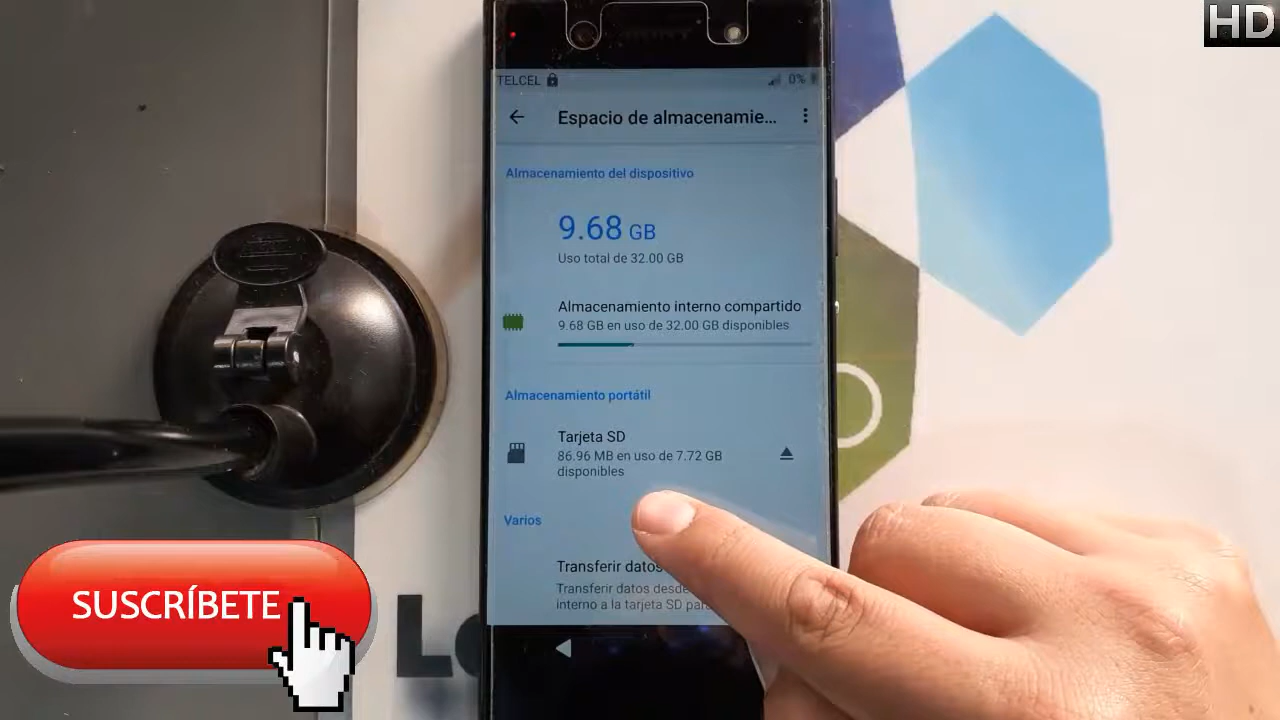 HD
TELCEL 0%
Espacio de almacenamie...
Almacenamiento del dispositivo
9.68 GB
Uso total de 32.00 GB
Almacenamiento interno compartido
9.68 GB en uso de 32.00 GB disponibles
Almacenamiento portátil
Tarjeta SD
86.96 MB en uso de 7.72 GB
disponibles
Varios
Transferir datos
Transferir datos desde
interno a la tarjeta SD para
SUSCRÍBETE